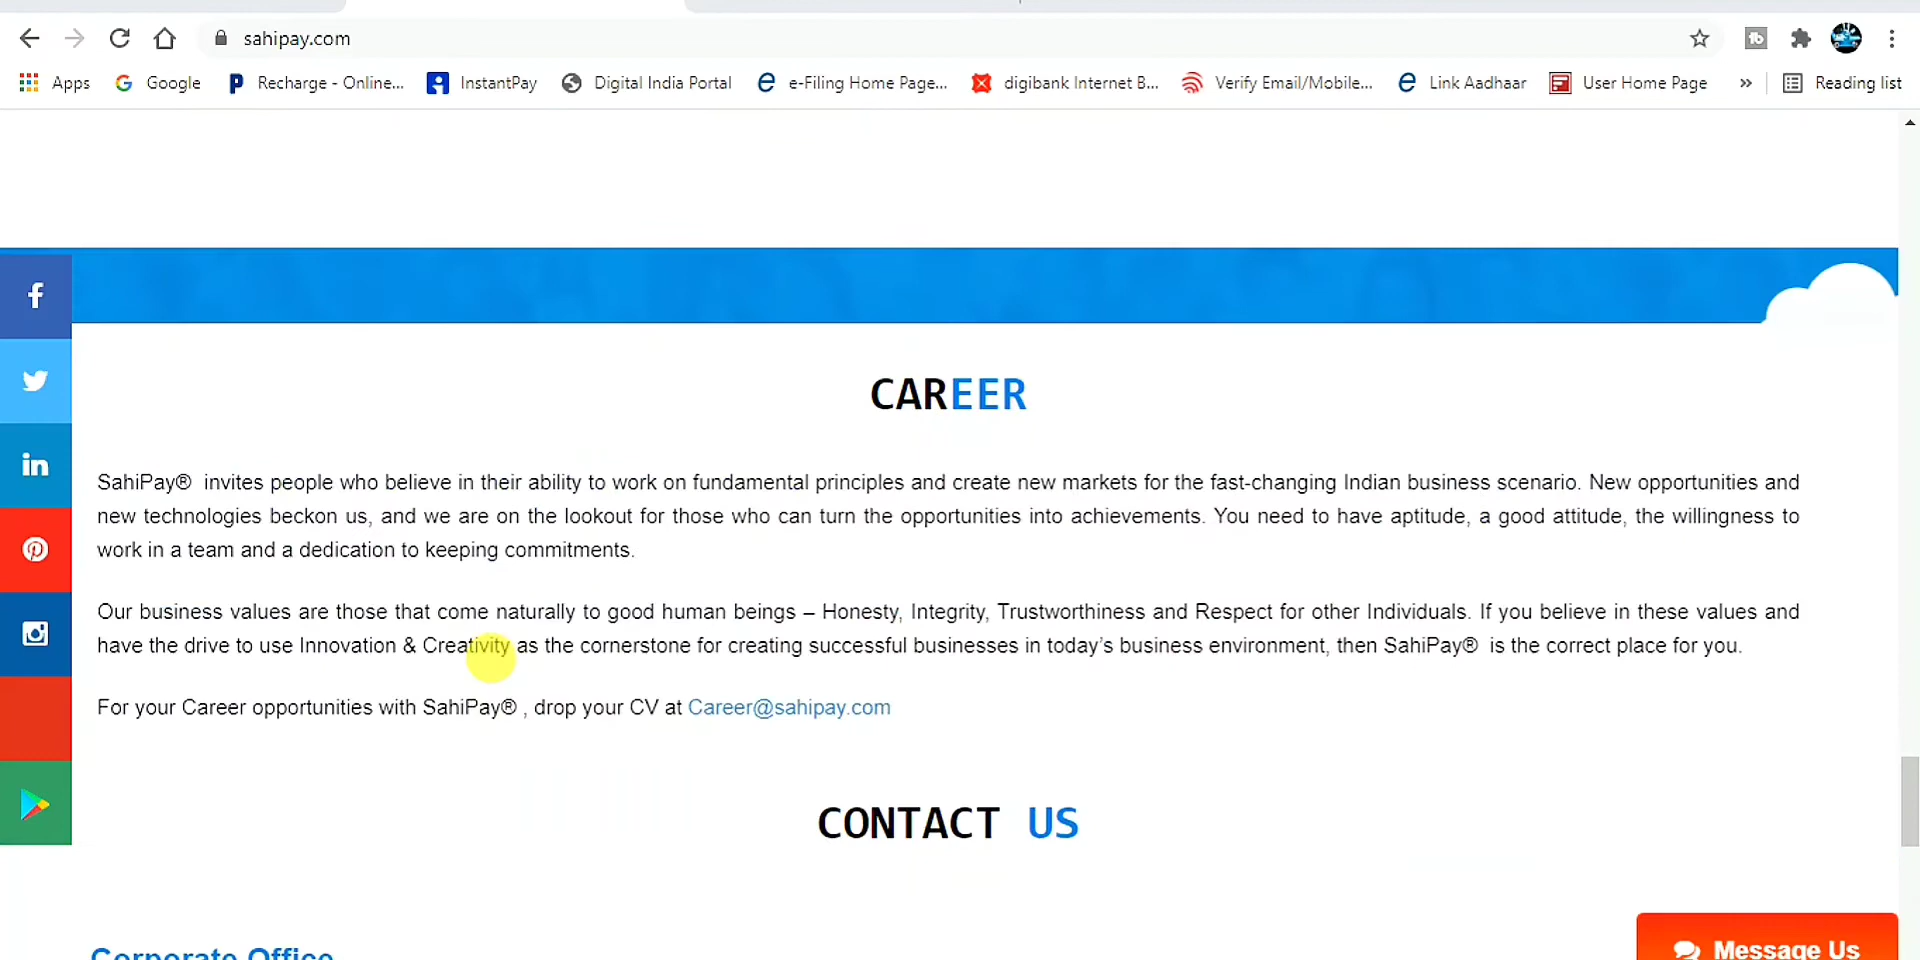 sahipay.com
Apps Google Recharge - Online... InstantPay Digital India Portal e-Filing Home Page... digibank Internet B... Verify Email/Mobile... Link Aadhaar User Home Page » Reading list
CAREER
SahiPay® invites people who believe in their ability to work on fundamental principles and create new markets for the fast-changing Indian business scenario. New opportunities and
new technologies beckon us, and we are on the lookout for those who can turn the opportunities into achievements. You need to have aptitude, a good attitude, the willingness to
work in a team and a dedication to keeping commitments.
Our business values are those that come naturally to good human beings – Honesty, Integrity, Trustworthiness and Respect for other Individuals. If you believe in these values and
have the drive to use Innovation & Creativity as the cornerstone for creating successful businesses in today’s business environment, then SahiPay® is the correct place for you.
For your Career opportunities with SahiPay® , drop your CV at Career@sahipay.com
CONTACT US
Corporate Office
Message Us